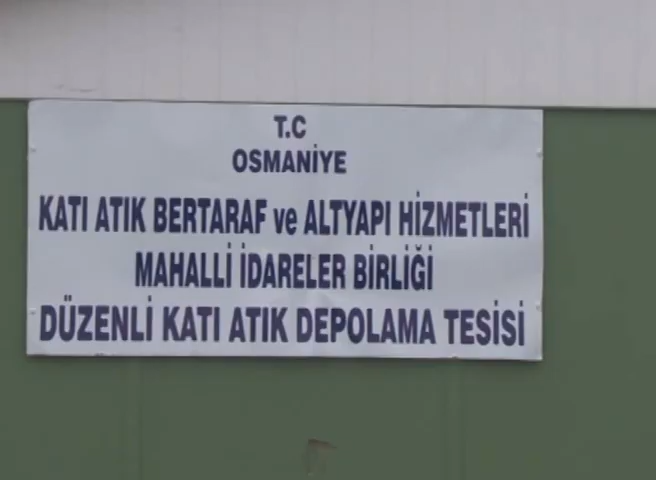 T.C
OSMANİYE
KATI ATIK BERTARAF ve ALTYAPI HİZMETLERİ
MAHALLİ İDARELER BİRLİĞİ
DÜZENLİ KATI ATIK DEPOLAMA TESİSİ